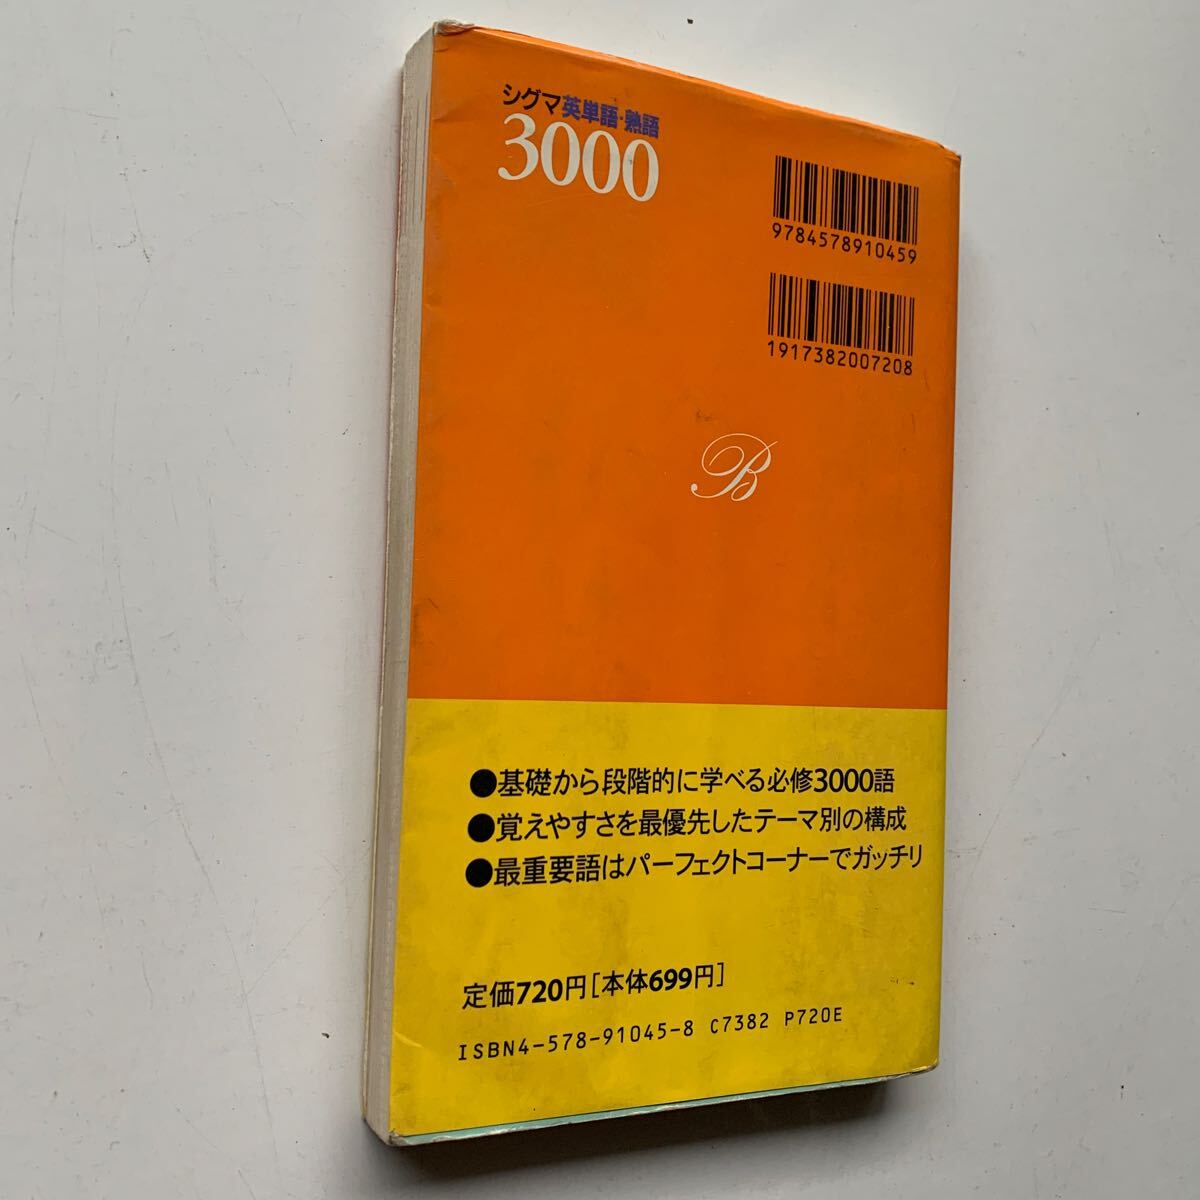 シグマ英単語・熟語
3000
9784578910459
1917382007208
B
●基礎から段階的に学べる必修3000語
●覚えやすさを最優先したテーマ別の構成
●最重要語はパーフェクトコーナーでガッチリ
定価720円[本体699円]
ISBN4-578-91045-8 C7382 P720E